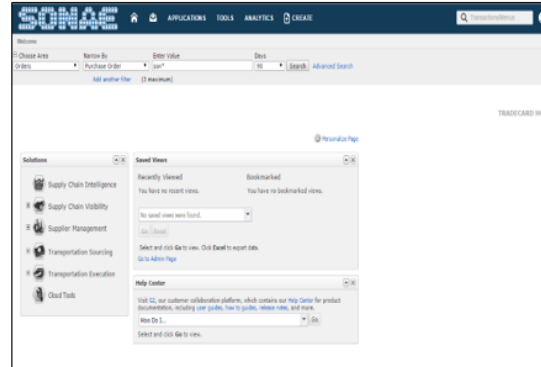 SONAE
APPLICATIONS TOOLS ANALYTICS CREATE
Welcome
Choose Area Narrow By Enter Value Days
Orders Purchase Order son* 90 Search Advanced Search
Add another filter (3 maximum)
TRADECARD
Personalize Page
Solutions
Supply Chain Intelligence
Supply Chain Visibility
Supplier Management
Transportation Sourcing
Transportation Execution
Cloud Tools
Saved Views
Recently Viewed Bookmarked
You have no recent views. You have no bookmarked views.
No saved views were found.
Go Excel
Select and click Go to view. Click Excel to export data.
Go to Admin Page
Help Center
Visit G2, our customer collaboration platform, which contains our Help Center for product
documentation, including user guides, how to guides, release notes, and more.
How Do I...
Go
Select and click Go to view.